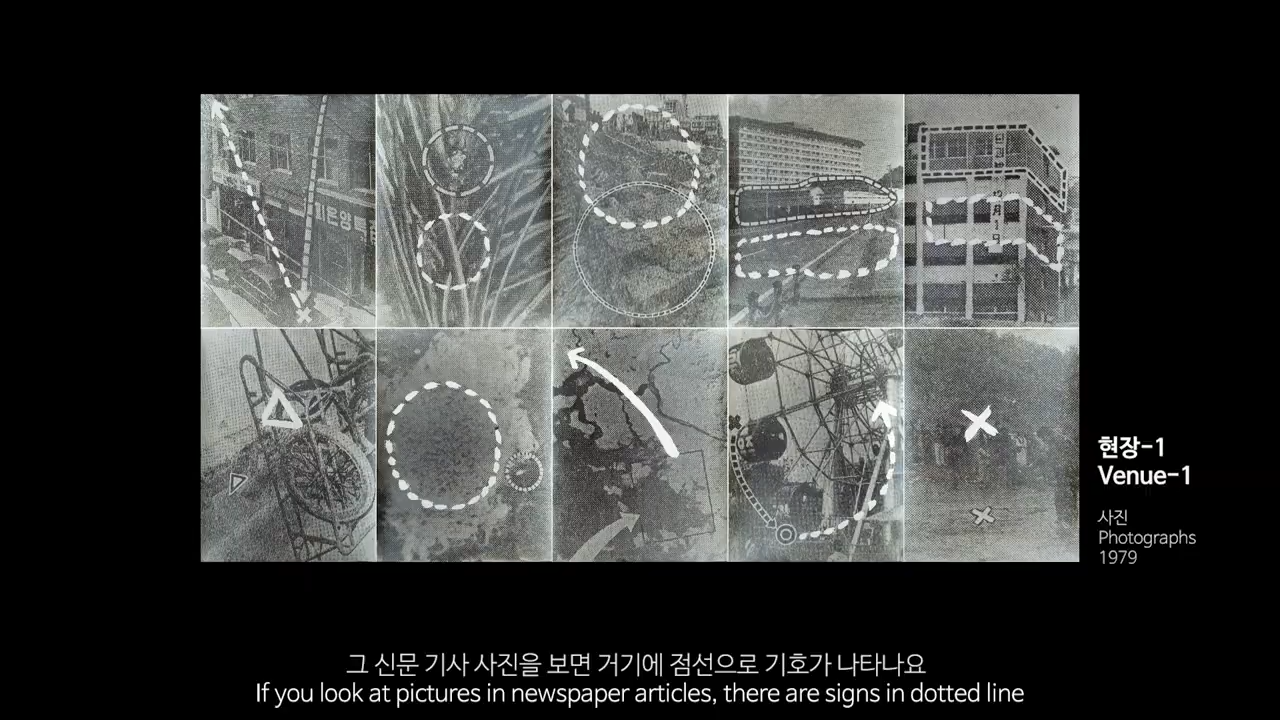 현장-1
Venue-1
사진
Photographs
1979
그 신문 기사 사진을 보면 거기에 점선으로 기호가 나타나요
If you look at pictures in newspaper articles, there are signs in dotted line